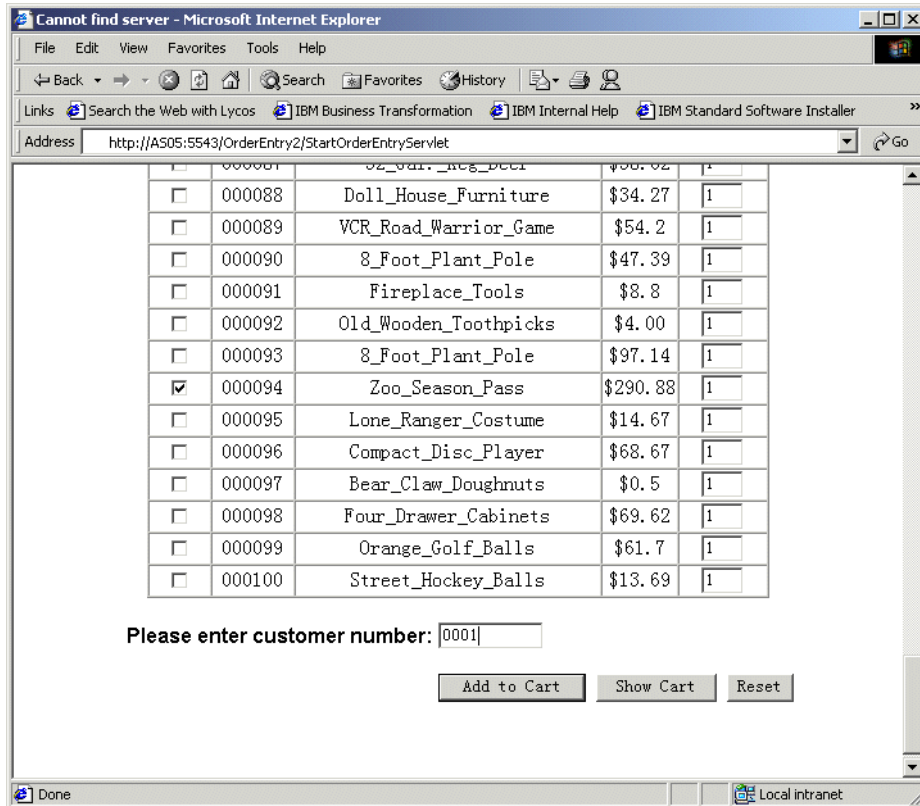 Cannot find server - Microsoft Internet Explorer
File Edit View Favorites Tools Help
Back Search Favorites History
Links Search the Web with Lycos IBM Business Transformation IBM Internal Help IBM Standard Software Installer »
Address http://AS05:5543/OrderEntry2/StartOrderEntryServlet Go
000088 Doll_House_Furniture $34.27 1
000089 VCR_Road_Warrior_Game $54.2 1
000090 8_Foot_Plant_Pole $47.39 1
000091 Fireplace_Tools $8.8 1
000092 Old_Wooden_Toothpicks $4.00 1
000093 8_Foot_Plant_Pole $97.14 1
000094 Zoo_Season_Pass $290.88 1
000095 Lone_Ranger_Costume $14.67 1
000096 Compact_Disc_Player $68.67 1
000097 Bear_Claw_Doughnuts $0.5 1
000098 Four_Drawer_Cabinets $69.62 1
000099 Orange_Golf_Balls $61.7 1
000100 Street_Hockey_Balls $13.69 1
Please enter customer number: 0001
Add to Cart Show Cart Reset
Done Local intranet